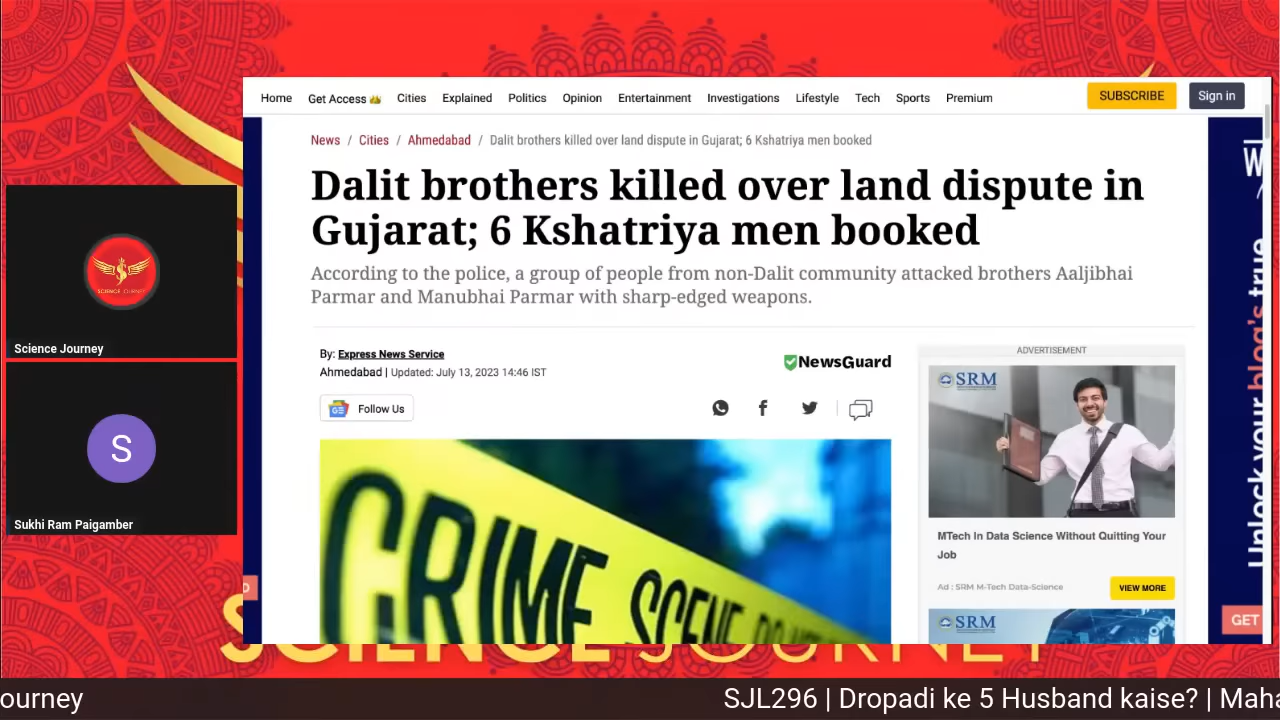 Home Get Access Cities Explained Politics Opinion Entertainment Investigations Lifestyle Tech Sports Premium SUBSCRIBE Sign in
News / Cities / Ahmedabad / Dalit brothers killed over land dispute in Gujarat; 6 Kshatriya men booked
Dalit brothers killed over land dispute in
Gujarat; 6 Kshatriya men booked
According to the police, a group of people from non-Dalit community attacked brothers Aaljibhai
Parmar and Manubhai Parmar with sharp-edged weapons.
By: Express News Service
Ahmedabad | Updated: July 13, 2023 14:46 IST
NewsGuard
GE Follow Us
CRIME SCENE DO
ADVERTISEMENT
SRM
MTech In Data Science Without Quitting Your
Job
Ad : SRM M-Tech Data-Science
VIEW MORE
SRM
Unlock your blog's true
GET
SCIENCE JOURNEY
Science Journey
S
Sukhi Ram Paigamber
SCIENCE JOURNEY
ourney SJL296 | Dropadi ke 5 Husband kaise? | Maha